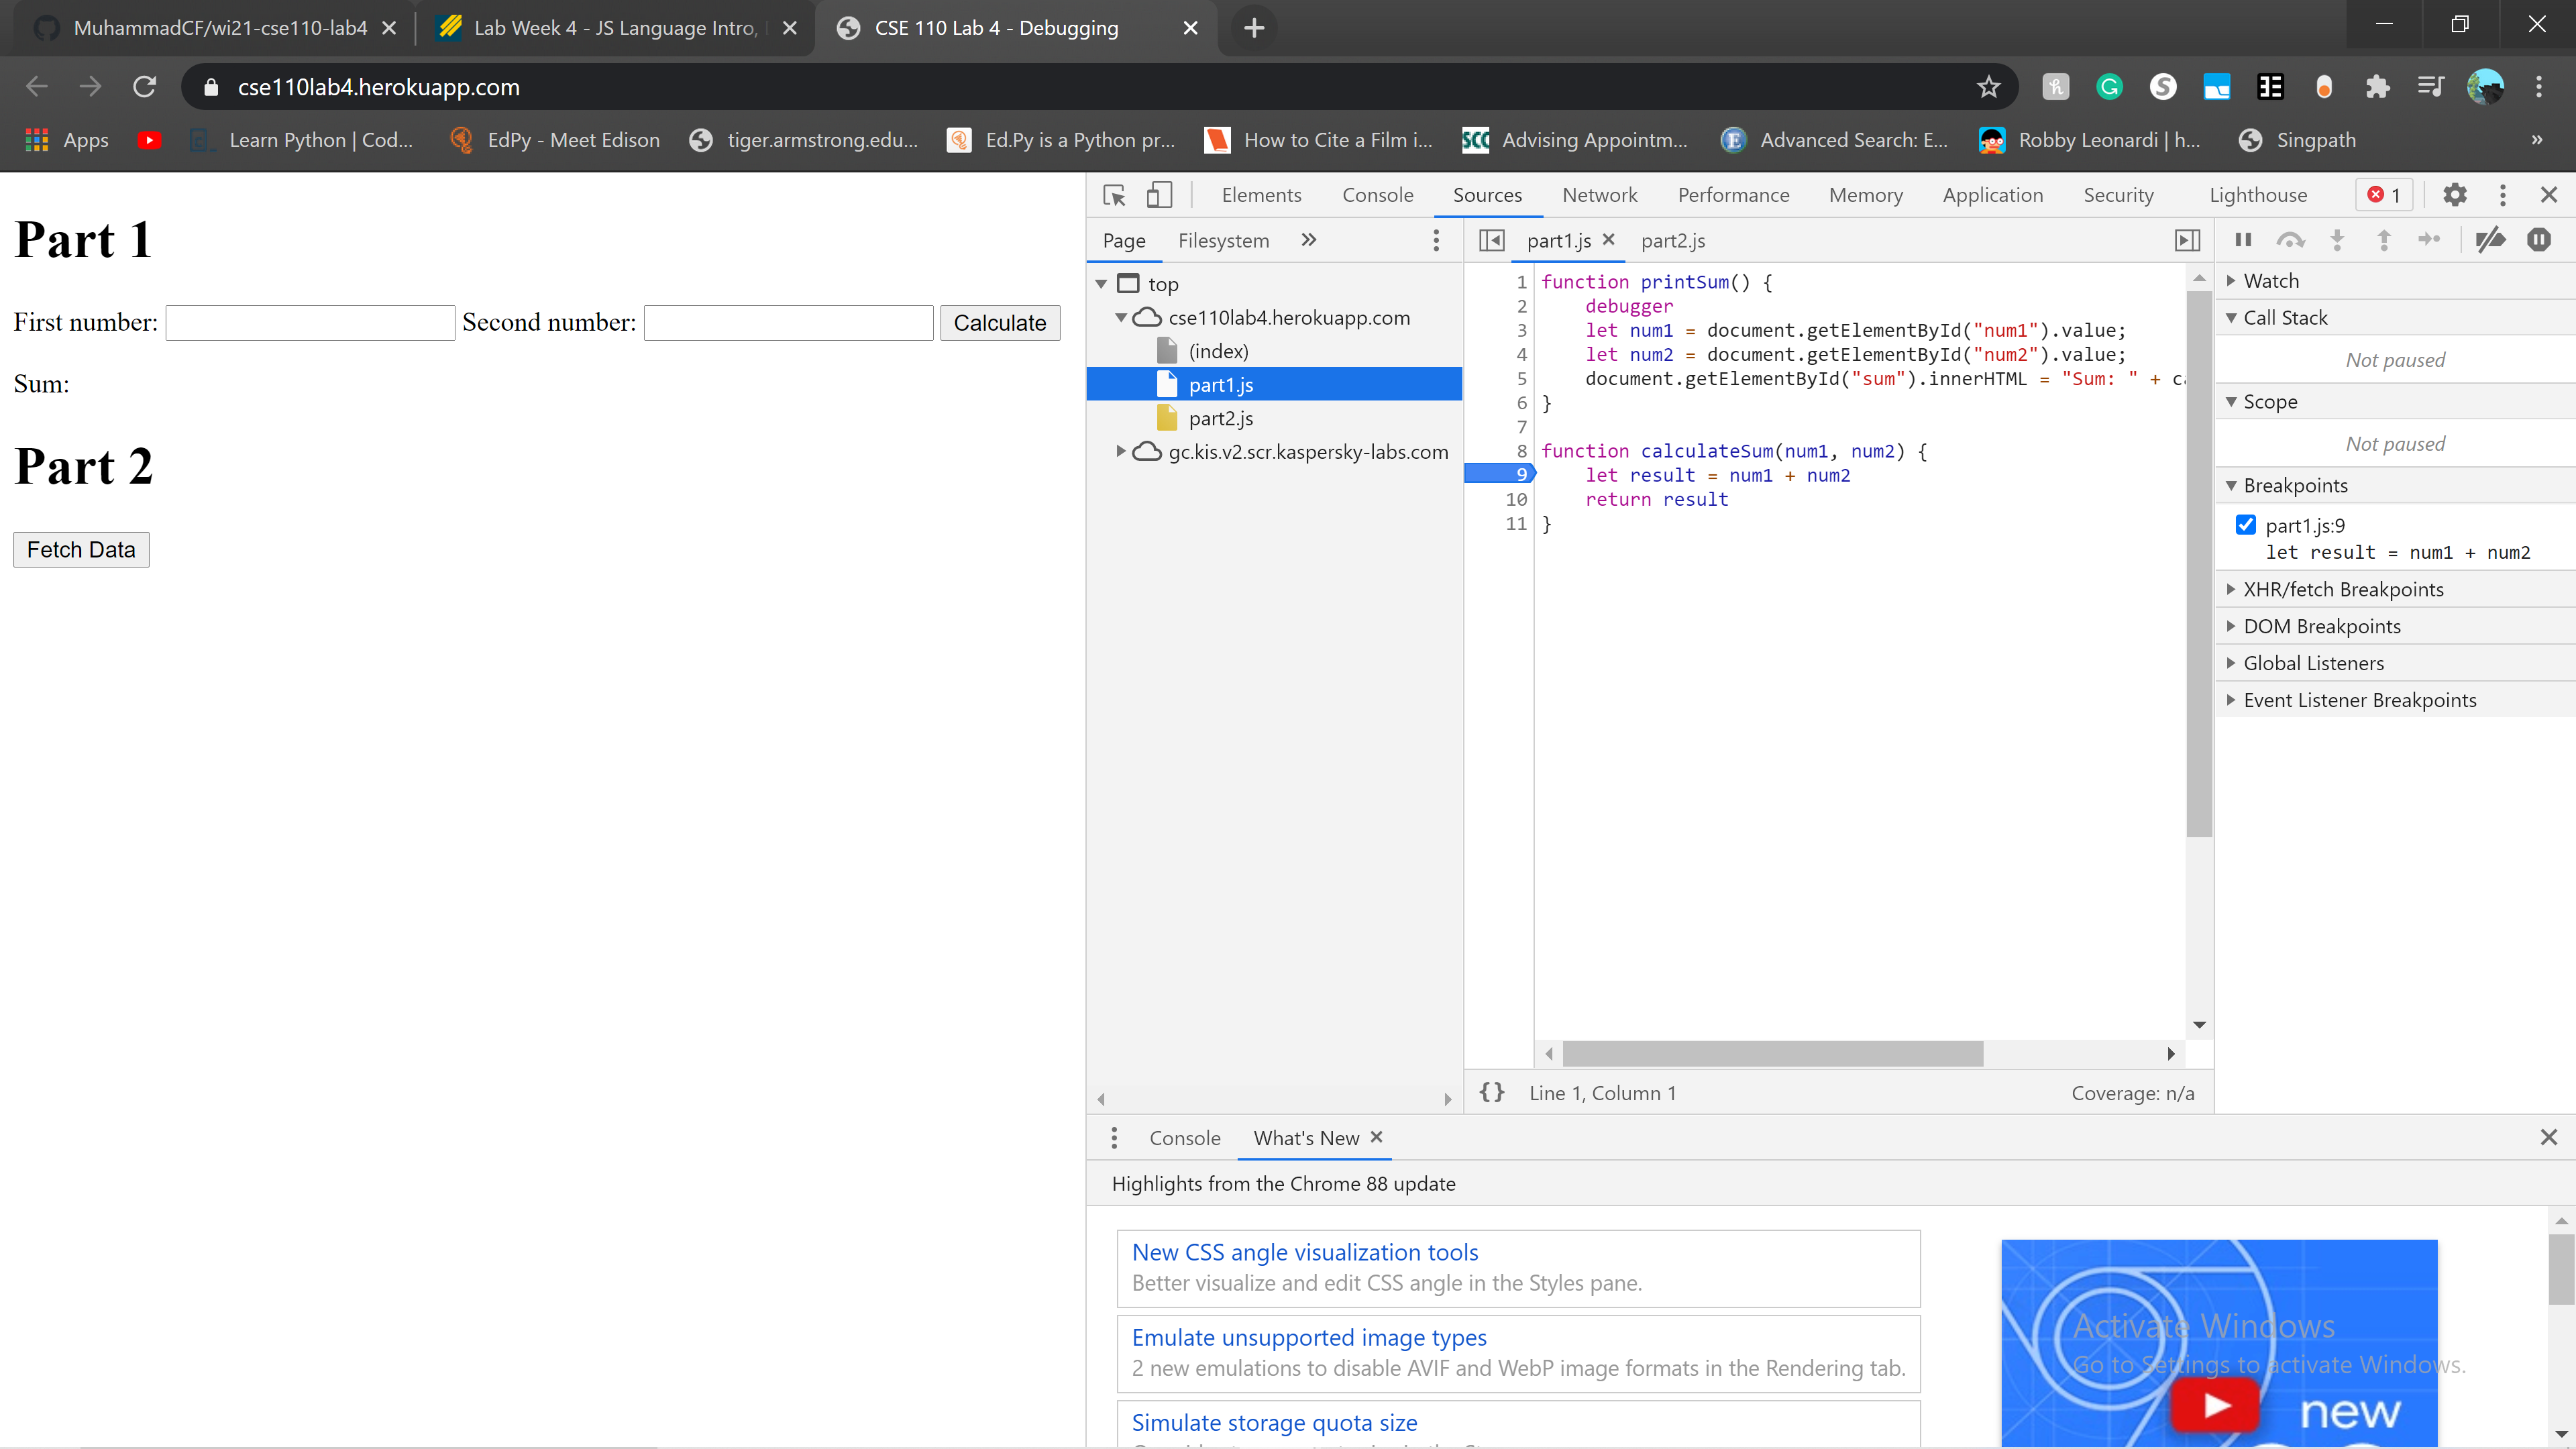 MuhammadCF/wi21-cse110-lab4
Lab Week 4 - JS Language Intro,
CSE 110 Lab 4 - Debugging
cse110lab4.herokuapp.com
Apps
Learn Python | Cod...
EdPy - Meet Edison
tiger.armstrong.edu...
Ed.Py is a Python pr...
How to Cite a Film i...
SCC
Advising Appointm...
Advanced Search: E...
Robby Leonardi | h...
Singpath
»
Part 1
First number:
Second number:
Calculate
Sum:
Part 2
Fetch Data
Elements
Console
Sources
Network
Performance
Memory
Application
Security
Lighthouse
1
Page
Filesystem
»
top
cse110lab4.herokuapp.com
(index)
part1.js
part2.js
gc.kis.v2.scr.kaspersky-labs.com
part1.js
part2.js
1 function printSum() {
2 debugger
3 let num1 = document.getElementById("num1").value;
4 let num2 = document.getElementById("num2").value;
5 document.getElementById("sum").innerHTML = "Sum: " + c
6 }
7
8 function calculateSum(num1, num2) {
9 let result = num1 + num2
10 return result
11 }
{} Line 1, Column 1
Coverage: n/a
Watch
Call Stack
Not paused
Scope
Not paused
Breakpoints
part1.js:9
let result = num1 + num2
XHR/fetch Breakpoints
DOM Breakpoints
Global Listeners
Event Listener Breakpoints
Console
What's New
Highlights from the Chrome 88 update
New CSS angle visualization tools
Better visualize and edit CSS angle in the Styles pane.
Emulate unsupported image types
2 new emulations to disable AVIF and WebP image formats in the Rendering tab.
Simulate storage quota size
new
Activate Windows
Go to Settings to activate Windows.